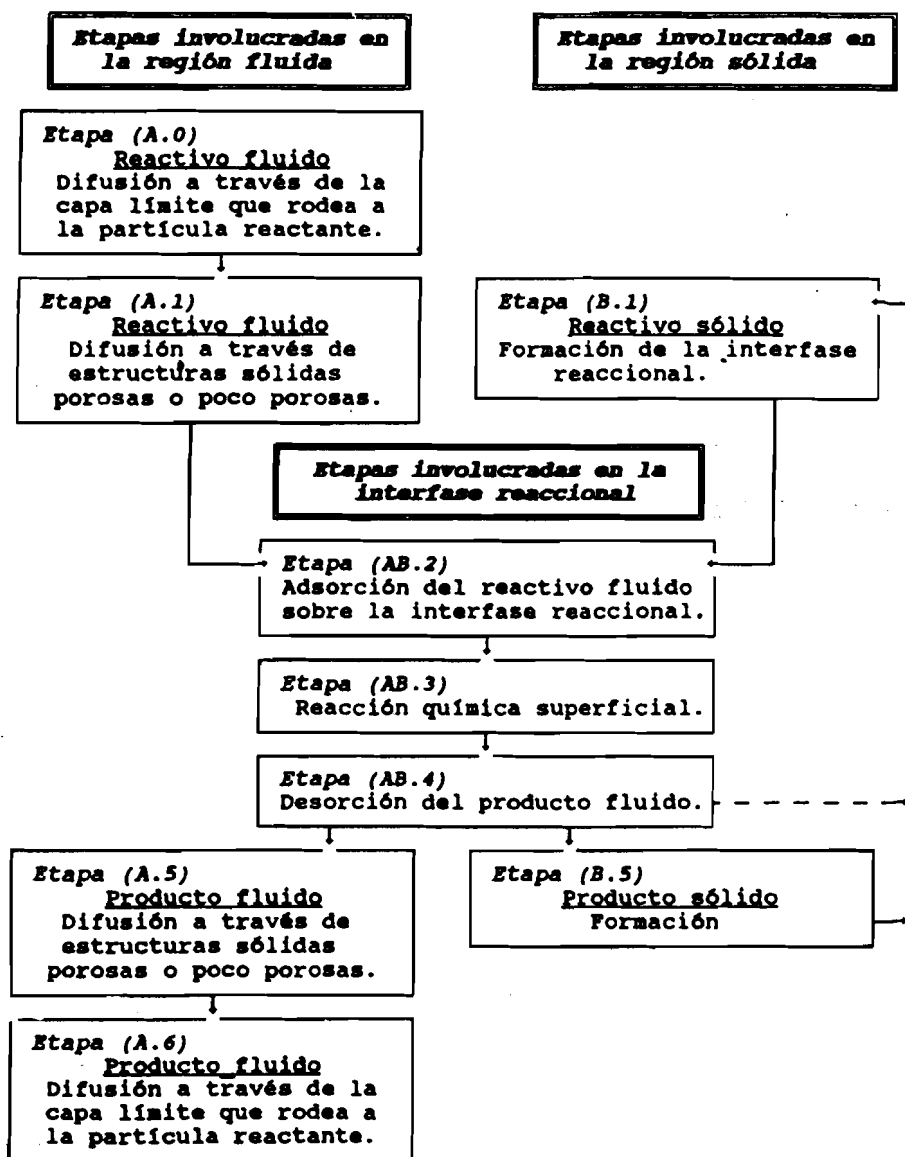 Etapas involucradas en
la región fluida
Etapas involucradas en
la región sólida
Etapa (A.0)
Reactivo fluido
Difusión a través de la
capa límite que rodea a
la partícula reactante.
Etapa (A.1)
Reactivo fluido
Difusión a través de
estructuras sólidas
porosas o poco porosas.
Etapa (B.1)
Reactivo sólido
Formación de la interfase
reaccional.
Etapas involucradas en la
interfase reaccional
Etapa (AB.2)
Adsorción del reactivo fluido
sobre la interfase reaccional.
Etapa (AB.3)
Reacción química superficial.
Etapa (AB.4)
Desorción del producto fluido.
Etapa (A.5)
Producto fluido
Difusión a través de
estructuras sólidas
porosas o poco porosas.
Etapa (B.5)
Producto sólido
Formación
Etapa (A.6)
Producto fluido
Difusión a través de la
capa límite que rodea a
la partícula reactante.